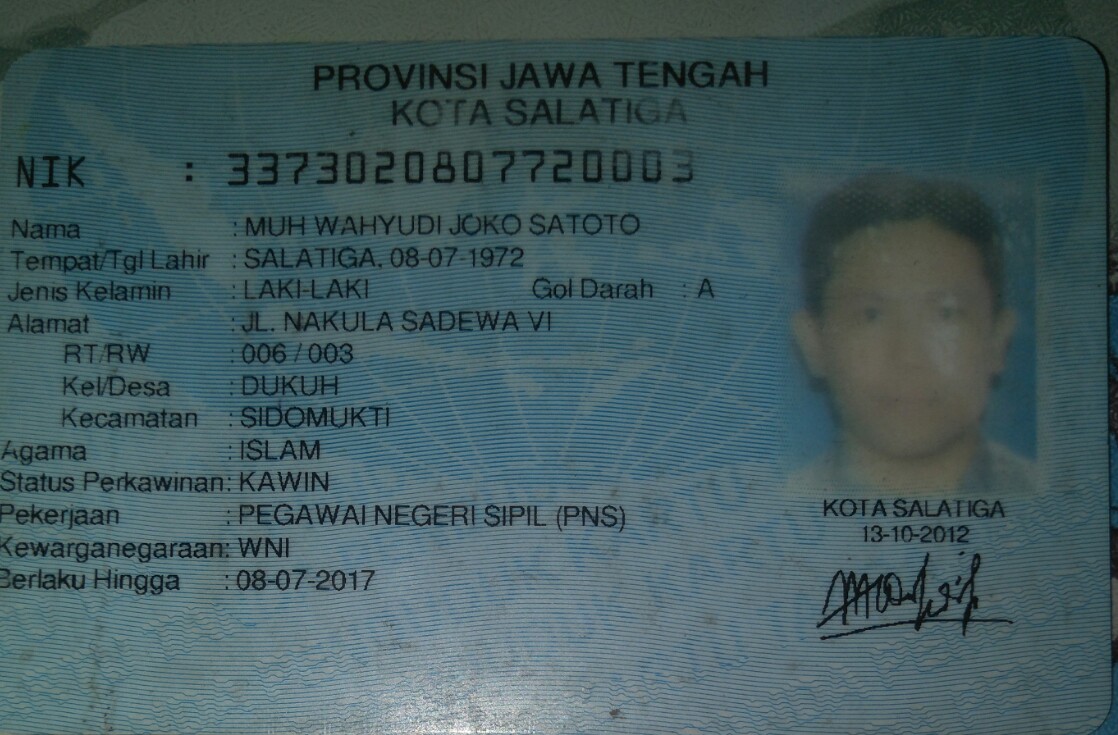 PROVINSI JAWA TENGAH
KOTA SALATIGA
NIK : 3373020807720003
Nama : MUH WAHYUDI JOKO SATOTO
Tempat/Tgl Lahir : SALATIGA, 08-07-1972
Jenis Kelamin : LAKI-LAKI Gol Darah : A
Alamat : JL. NAKULA SADEWA VI
RT/RW : 006 / 003
Kel/Desa : DUKUH
Kecamatan : SIDOMUKTI
Agama : ISLAM
Status Perkawinan: KAWIN
Pekerjaan : PEGAWAI NEGERI SIPIL (PNS)
Kewarganegaraan: WNI
Berlaku Hingga : 08-07-2017
KOTA SALATIGA
13-10-2012